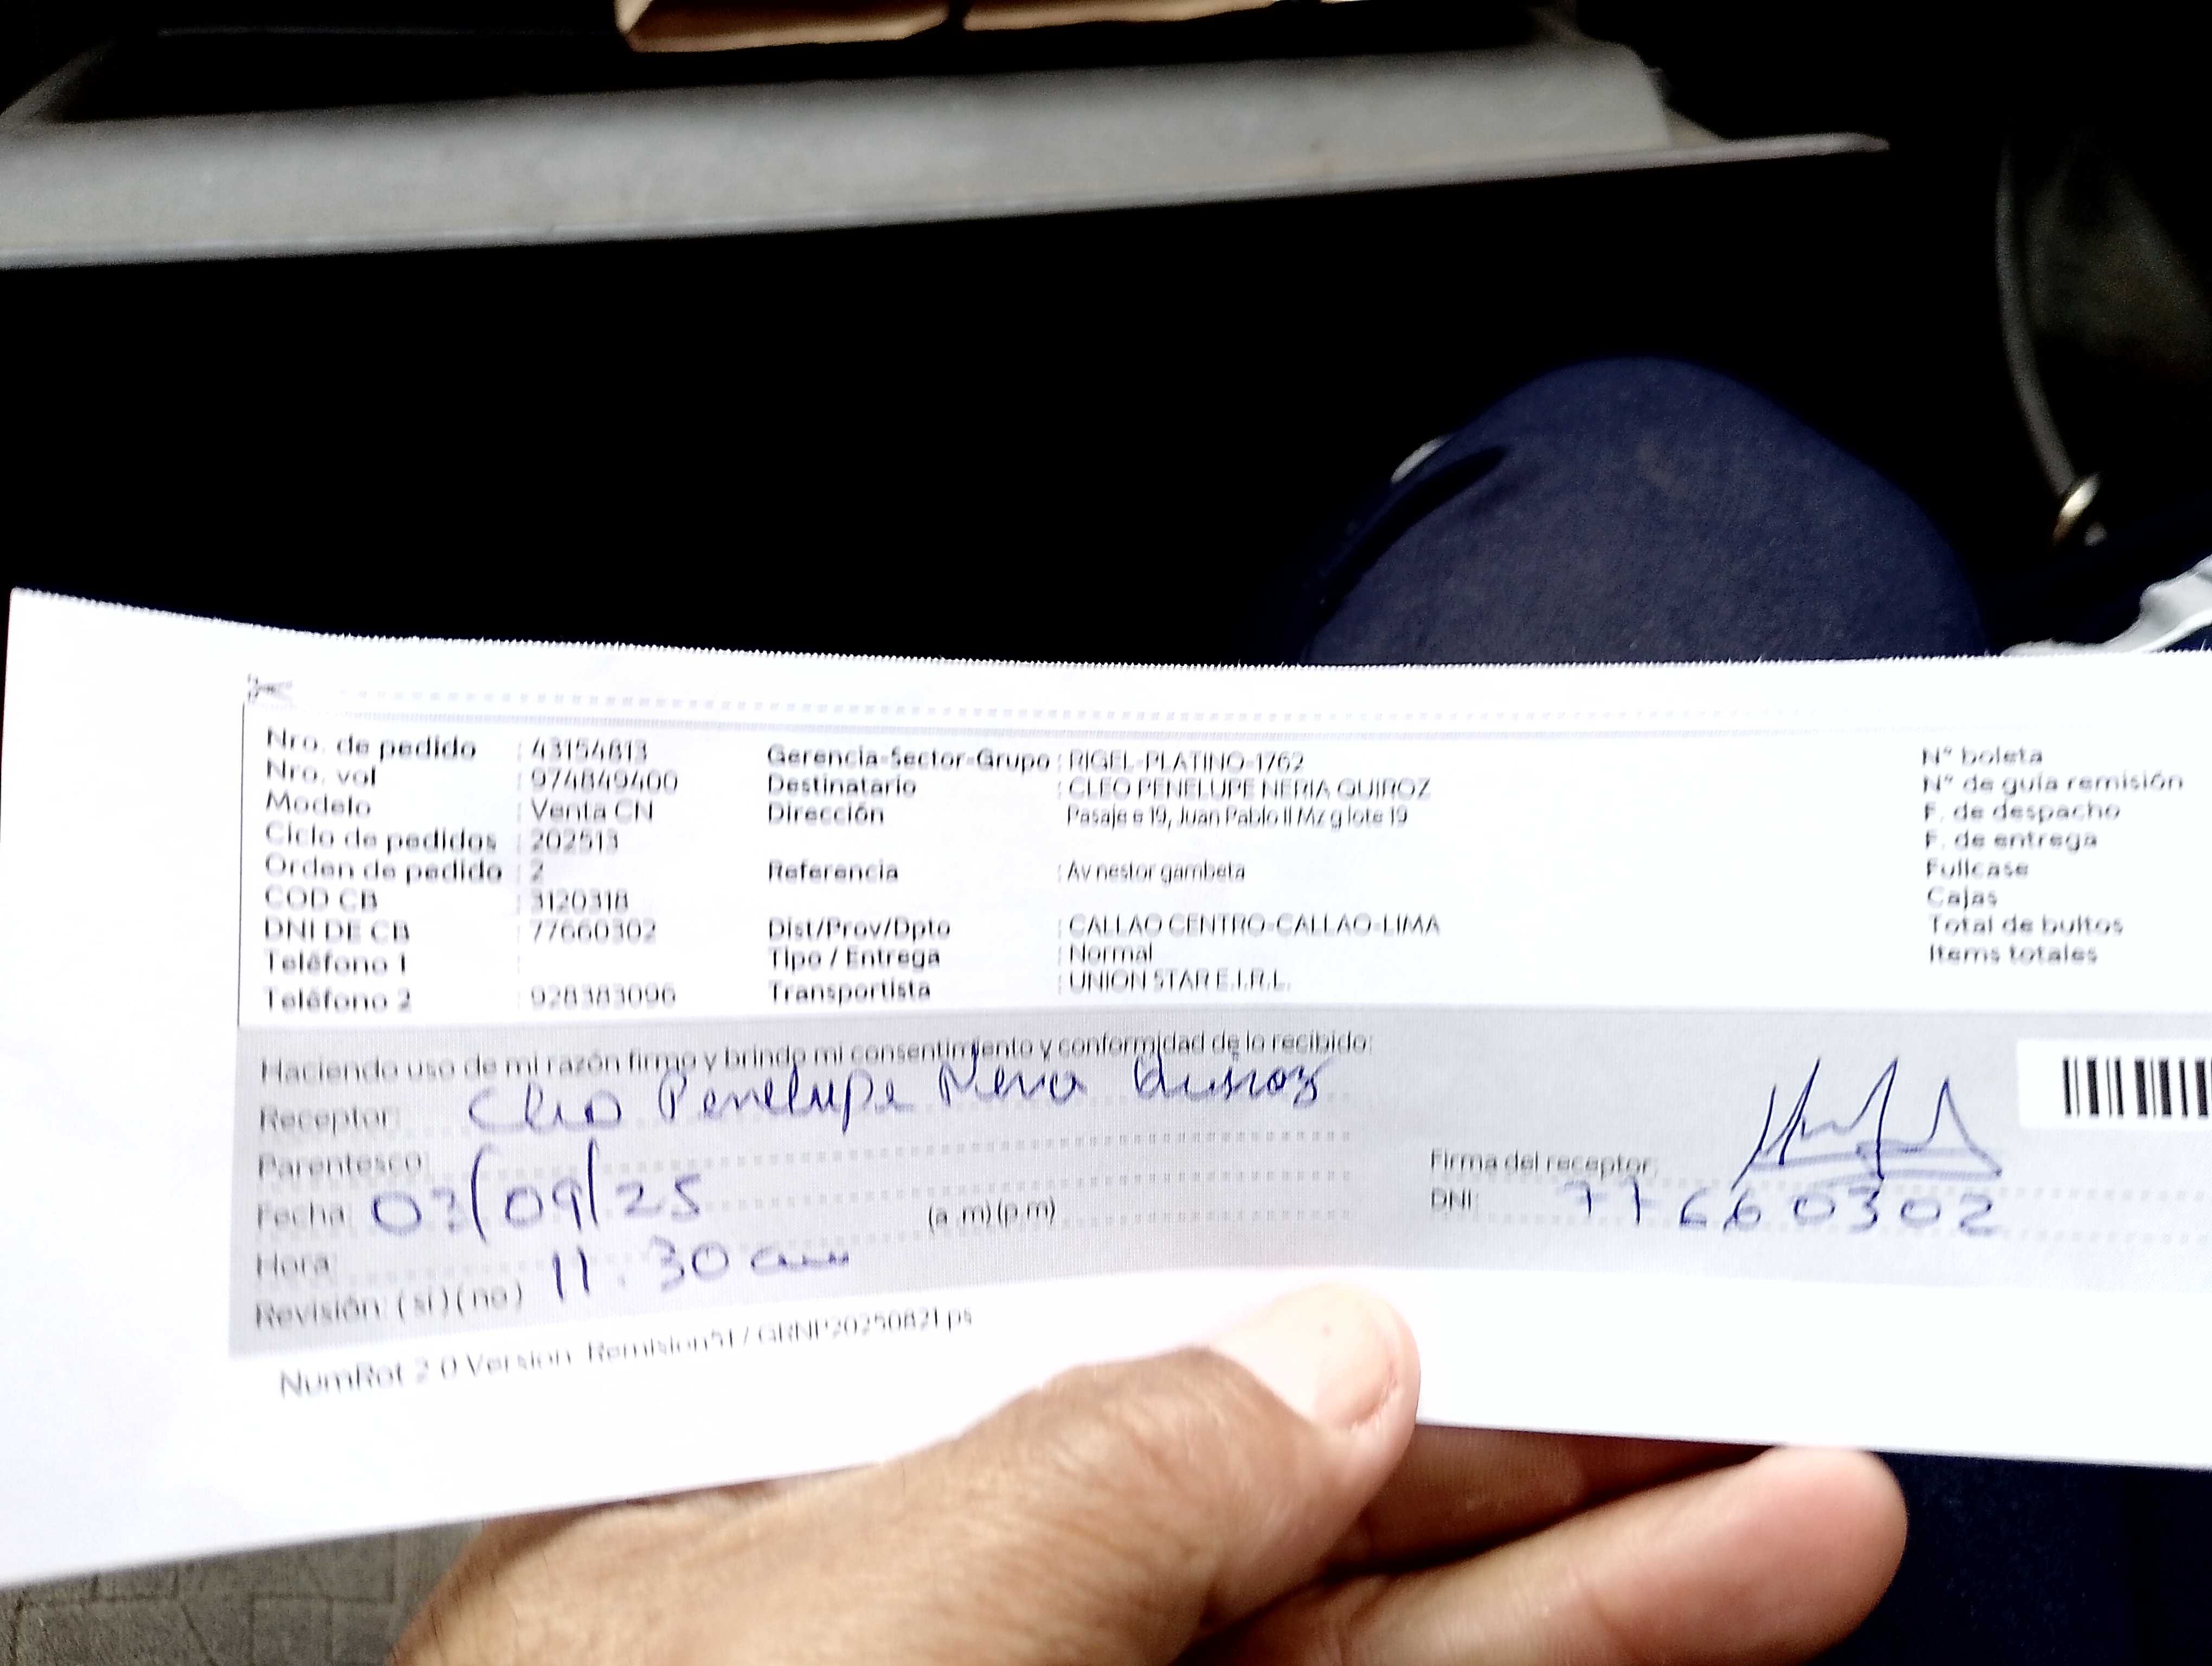 Nro. de pedido : 43154813
Nro. vol : 974849400
Modelo : Venta CN
Ciclo de pedidos : 202513
Orden de pedido : 2
COD CB : 3120318
DNI DE CB : 77660302
Teléfono 1 :
Teléfono 2 : 928383096
Gerencia-Sector-Grupo : RIGEL-PLATINO-1762
Destinatario : CLEO PENELUPE NERIA QUIROZ
Dirección : Pasaje e 19, Juan Pablo II Mz g lote 19
Referencia : Av nestor gambeta
Dist/Prov/Dpto : CALLAO CENTRO-CALLAO-LIMA
Tipo / Entrega : Normal
Transportista : UNION STAR E.I.R.L.
N° boleta
N° de guía remisión
F. de despacho
F. de entrega
Fullcase
Cajas
Total de bultos
Items totales
Haciendo uso de mi razón firmo y brindo mi consentimiento y conformidad de lo recibido:
Receptor: Cleo Penelupe Neria Quiroz
Parentesco:
Fecha: 03/09/25 (a .m) (p.m)
Hora: 11:30 am
Revisión: (si) (no)
Firma del receptor:
DNI: 77660302
NumRot 2.0 Version: Remision51 / GRNP20250821.ps